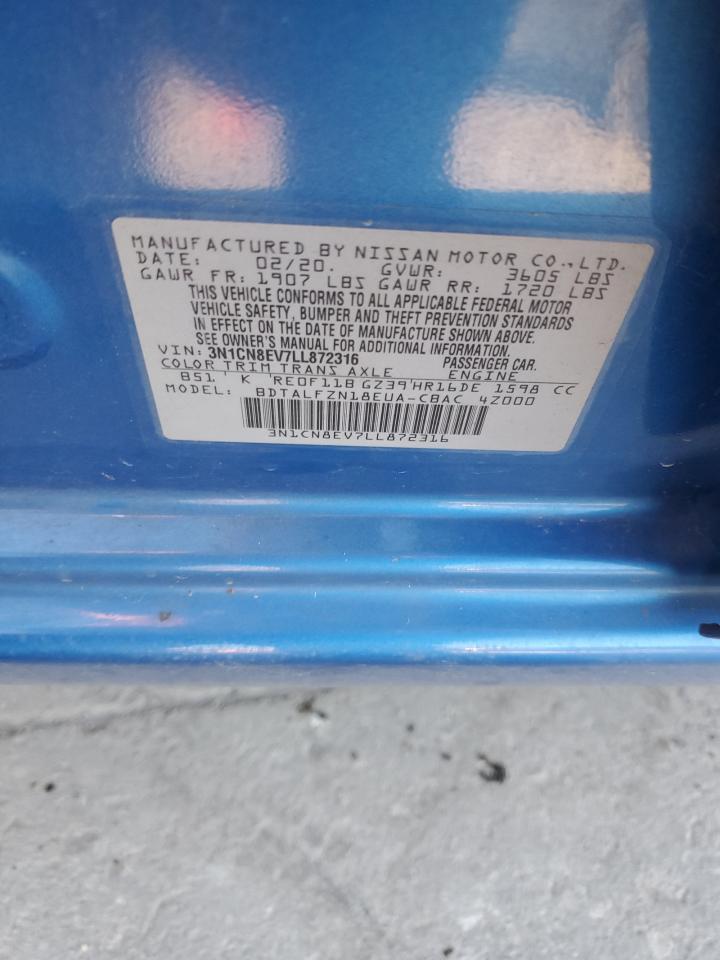 MANUFACTURED BY NISSAN MOTOR CO.,LTD.
DATE: 02/20. GVWR: 3605 LBS
GAWR FR: 1907 LBS GAWR RR: 1720 LBS
THIS VEHICLE CONFORMS TO ALL APPLICABLE FEDERAL MOTOR
VEHICLE SAFETY, BUMPER AND THEFT PREVENTION STANDARDS
IN EFFECT ON THE DATE OF MANUFACTURE SHOWN ABOVE.
SEE OWNER'S MANUAL FOR ADDITIONAL INFORMATION.
VIN: 3N1CN8EV7LL872316 PASSENGER CAR.
COLOR TRIM TRANS AXLE ENGINE
B51 K RE0F11B GZ39 HR16DE 1598 CC
MODEL: BDTALFZN18EUA-CBAC 4Z000
3N1CN8EV7LL872316